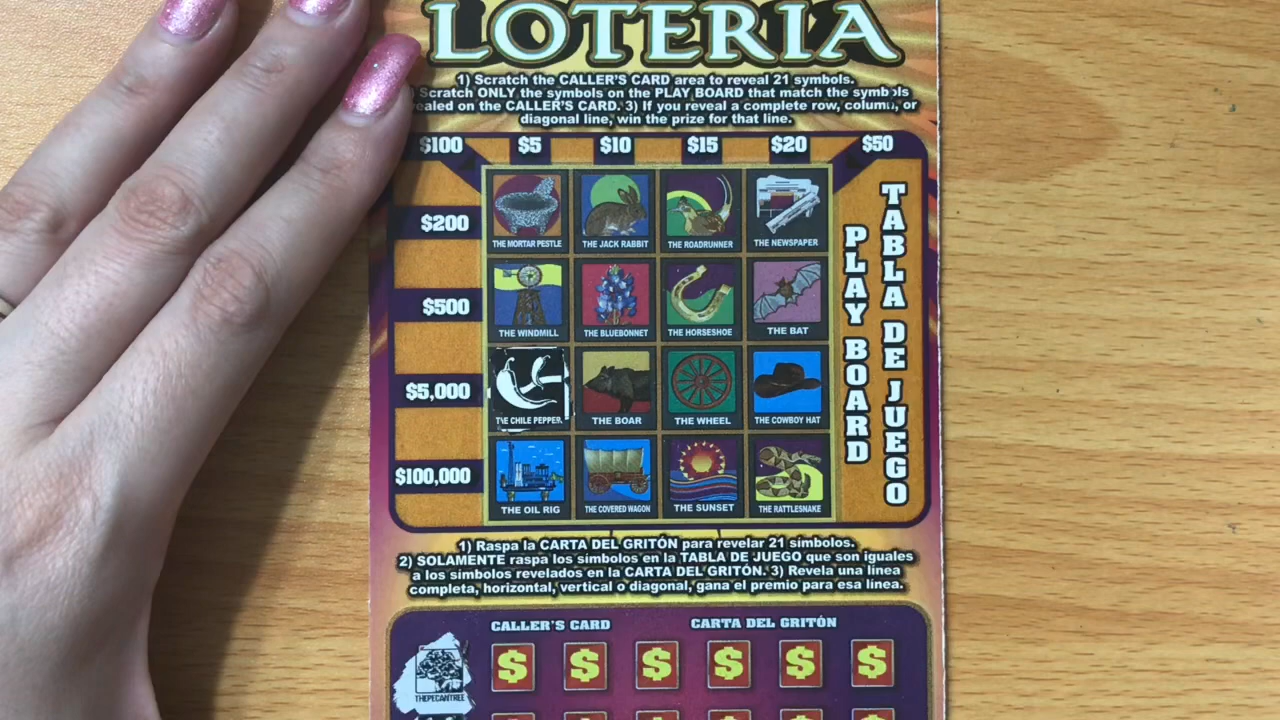 LOTERIA
1) Scratch the CALLER'S CARD area to reveal 21 symbols.
Scratch ONLY the symbols on the PLAY BOARD that match the symbols
on the CALLER'S CARD. 3) If you reveal a complete row, column, or
diagonal line, win the prize for that line.
$100 $5 $10 $15 $20 $50
$200
$500
$5,000
$100,000
THE MORTAR PESTLE THE JACK RABBIT THE ROADRUNNER THE NEWSPAPER
THE WINDMILL THE BLUEBONNET THE HORSESHOE THE BAT
THE CHILE PEPPER THE BOAR THE WHEEL THE COWBOY HAT
THE OIL RIG THE COVERED WAGON THE SUNSET THE RATTLESNAKE
PLAY BOARD
TABLA DE JUEGO
1) Raspa la CARTA DEL GRITÓN para revelar 21 símbolos.
2) SOLAMENTE raspa los símbolos en la TABLA DE JUEGO que son iguales
a los símbolos revelados en la CARTA DEL GRITÓN. 3) Revela una línea
completa, horizontal, vertical o diagonal, gana el premio para esa línea.
CALLER'S CARD CARTA DEL GRITÓN
THEPECANTREE
$ $ $ $ $ $